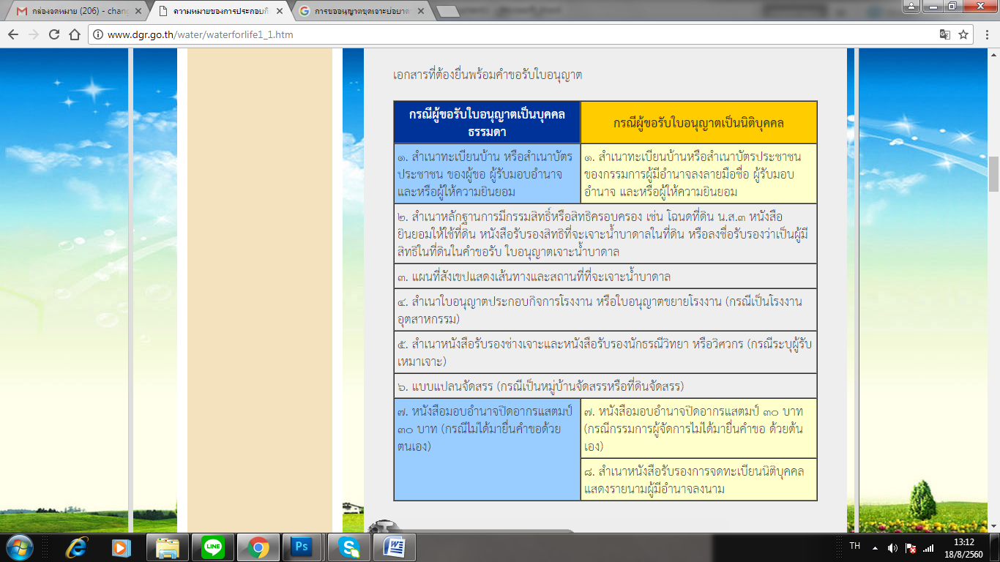 กล่องจดหมาย (206) - chang
ความหมายของการประกอบกิ
การขออนุญาตขุดเจาะบ่อบาดา
www.dgr.go.th/water/waterforlife1_1.htm
เอกสารที่ต้องยื่นพร้อมคำขอรับใบอนุญาต
กรณีผู้ขอรับใบอนุญาตเป็นบุคคล
ธรรมดา
กรณีผู้ขอรับใบอนุญาตเป็นนิติบุคคล
๑. สำเนาทะเบียนบ้าน หรือสำเนาบัตร
ประชาชน ของผู้ขอ ผู้รับมอบอำนาจ
และหรือผู้ให้ความยินยอม
๑. สำเนาทะเบียนบ้านหรือสำเนาบัตรประชาชน
ของกรรมการผู้มีอำนาจลงลายมือชื่อ ผู้รับมอบ
อำนาจ และหรือผู้ให้ความยินยอม
๒. สำเนาหลักฐานการมีกรรมสิทธิ์หรือสิทธิครอบครอง เช่น โฉนดที่ดิน น.ส.๓ หนังสือ
ยินยอมให้ใช้ที่ดิน หนังสือรับรองสิทธิที่จะเจาะน้ำบาดาลในที่ดิน หรือลงชื่อรับรองว่าเป็นผู้มี
สิทธิในที่ดินในคำขอรับ ใบอนุญาตเจาะน้ำบาดาล
๓. แผนที่สังเขปแสดงเส้นทางและสถานที่ที่จะเจาะน้ำบาดาล
๔. สำเนาใบอนุญาตประกอบกิจการโรงงาน หรือใบอนุญาตขยายโรงงาน (กรณีเป็นโรงงาน
อุตสาหกรรม)
๕. สำเนาหนังสือรับรองช่างเจาะและหนังสือรับรองนักธรณีวิทยา หรือวิศวกร (กรณีระบุผู้รับ
เหมาเจาะ)
๖. แบบแปลนจัดสรร (กรณีเป็นหมู่บ้านจัดสรรหรือที่ดินจัดสรร)
๗. หนังสือมอบอำนาจปิดอากรแสตมป์
๓๐ บาท (กรณีไม่ได้มายื่นคำขอด้วย
ตนเอง)
๗. หนังสือมอบอำนาจปิดอากรแสตมป์ ๓๐ บาท
(กรณีกรรมการผู้จัดการไม่ได้มายื่นคำขอ ด้วยต้น
เอง)
๘. สำเนาหนังสือรับรองการจดทะเบียนนิติบุคคล
แสดงรายนามผู้มีอำนาจลงนาม
LINE
Ps
TH
13:12
18/8/2560